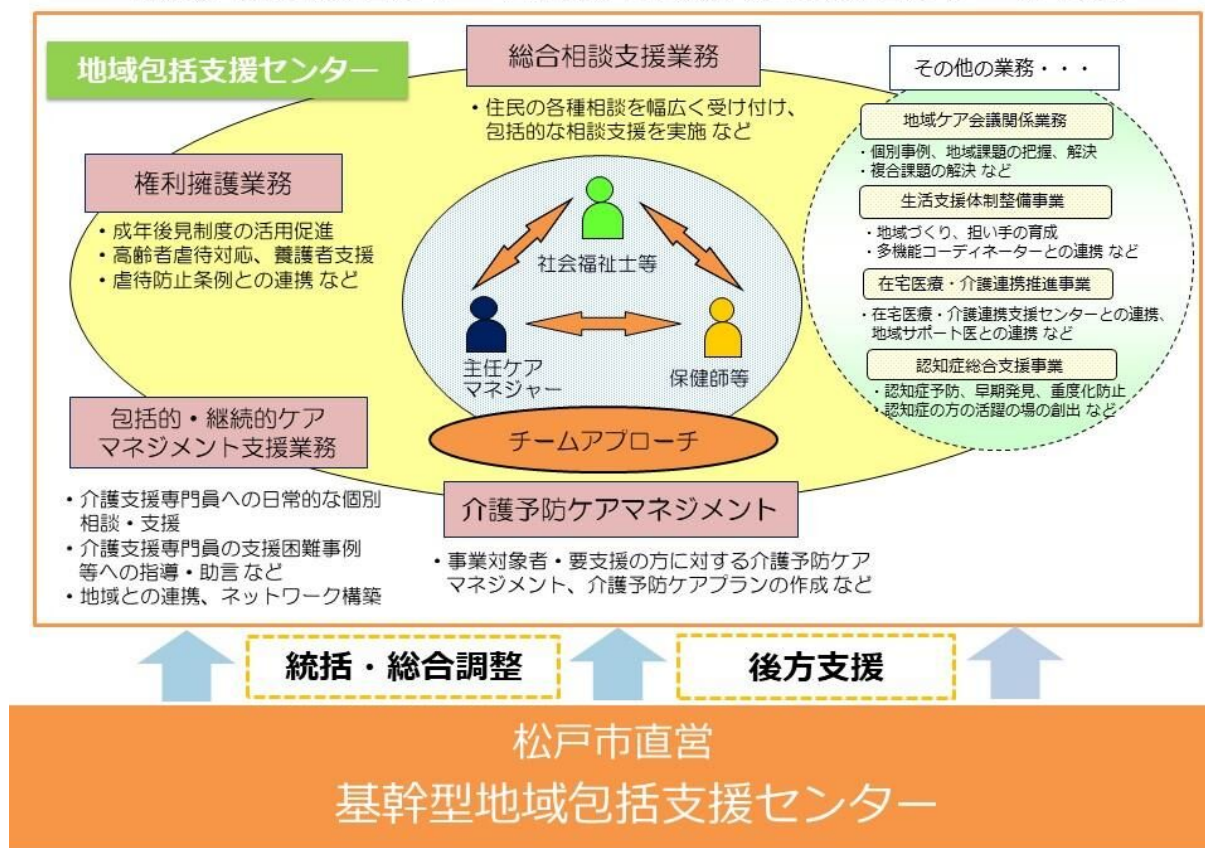 地域包括支援センター
総合相談支援業務
・住民の各種相談を幅広く受け付け、
包括的な相談支援を実施 など
権利擁護業務
・成年後見制度の活用促進
・高齢者虐待対応、養護者支援
・虐待防止条例との連携 など
社会福祉士等
主任ケア
マネジャー
保健師等
チームアプローチ
包括的・継続的ケア
マネジメント支援業務
・介護支援専門員への日常的な個別
相談・支援
・介護支援専門員の支援困難事例
等への指導・助言 など
・地域との連携、ネットワーク構築
介護予防ケアマネジメント
・事業対象者・要支援の方に対する介護予防ケア
マネジメント、介護予防ケアプランの作成 など
その他の業務・・・
地域ケア会議関係業務
・個別事例、地域課題の把握、解決
・複合課題の解決 など
生活支援体制整備事業
・地域づくり、担い手の育成
・多機能コーディネーターとの連携 など
在宅医療・介護連携推進事業
・在宅医療・介護連携支援センターとの連携、
地域サポート医との連携 など
認知症総合支援事業
・認知症予防、早期発見、重度化防止
・認知症の方の活躍の場の創出 など
統括・総合調整
後方支援
松戸市直営
基幹型地域包括支援センター